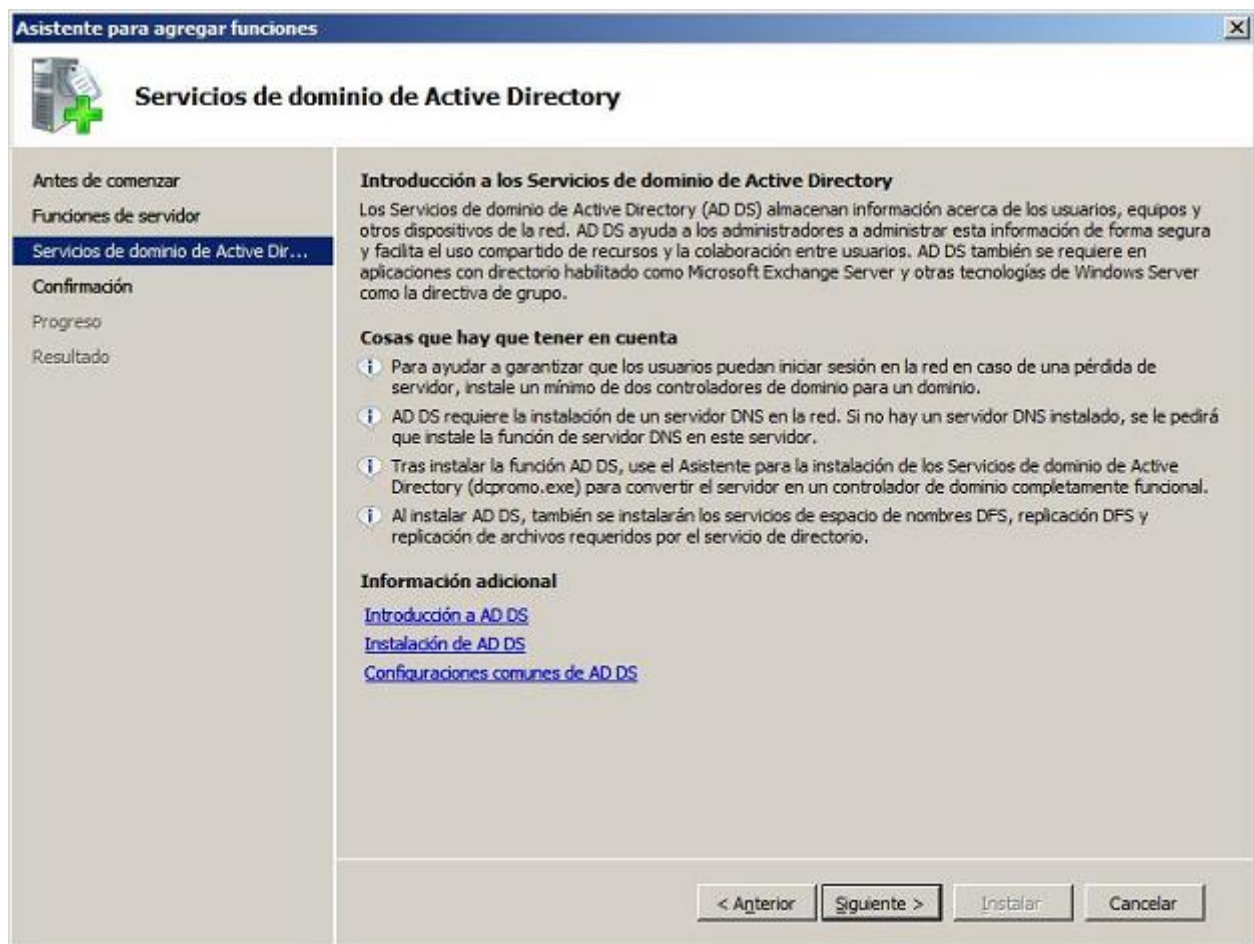 Asistente para agregar funciones
Servicios de dominio de Active Directory
Antes de comenzar
Funciones de servidor
Servicios de dominio de Active Dir...
Confirmación
Progreso
Resultado
Introducción a los Servicios de dominio de Active Directory
Los Servicios de dominio de Active Directory (AD DS) almacenan información acerca de los usuarios, equipos y
otros dispositivos de la red. AD DS ayuda a los administradores a administrar esta información de forma segura
y facilita el uso compartido de recursos y la colaboración entre usuarios. AD DS también se requiere en
aplicaciones con directorio habilitado como Microsoft Exchange Server y otras tecnologías de Windows Server
como la directiva de grupo.
Cosas que hay que tener en cuenta
Para ayudar a garantizar que los usuarios puedan iniciar sesión en la red en caso de una pérdida de
servidor, instale un mínimo de dos controladores de dominio para un dominio.
AD DS requiere la instalación de un servidor DNS en la red. Si no hay un servidor DNS instalado, se le pedirá
que instale la función de servidor DNS en este servidor.
Tras instalar la función AD DS, use el Asistente para la instalación de los Servicios de dominio de Active
Directory (dcpromo.exe) para convertir el servidor en un controlador de dominio completamente funcional.
Al instalar AD DS, también se instalarán los servicios de espacio de nombres DFS, replicación DFS y
replicación de archivos requeridos por el servicio de directorio.
Información adicional
Introducción a AD DS
Instalación de AD DS
Configuraciones comunes de AD DS
< Anterior
Siguiente >
Instalar
Cancelar